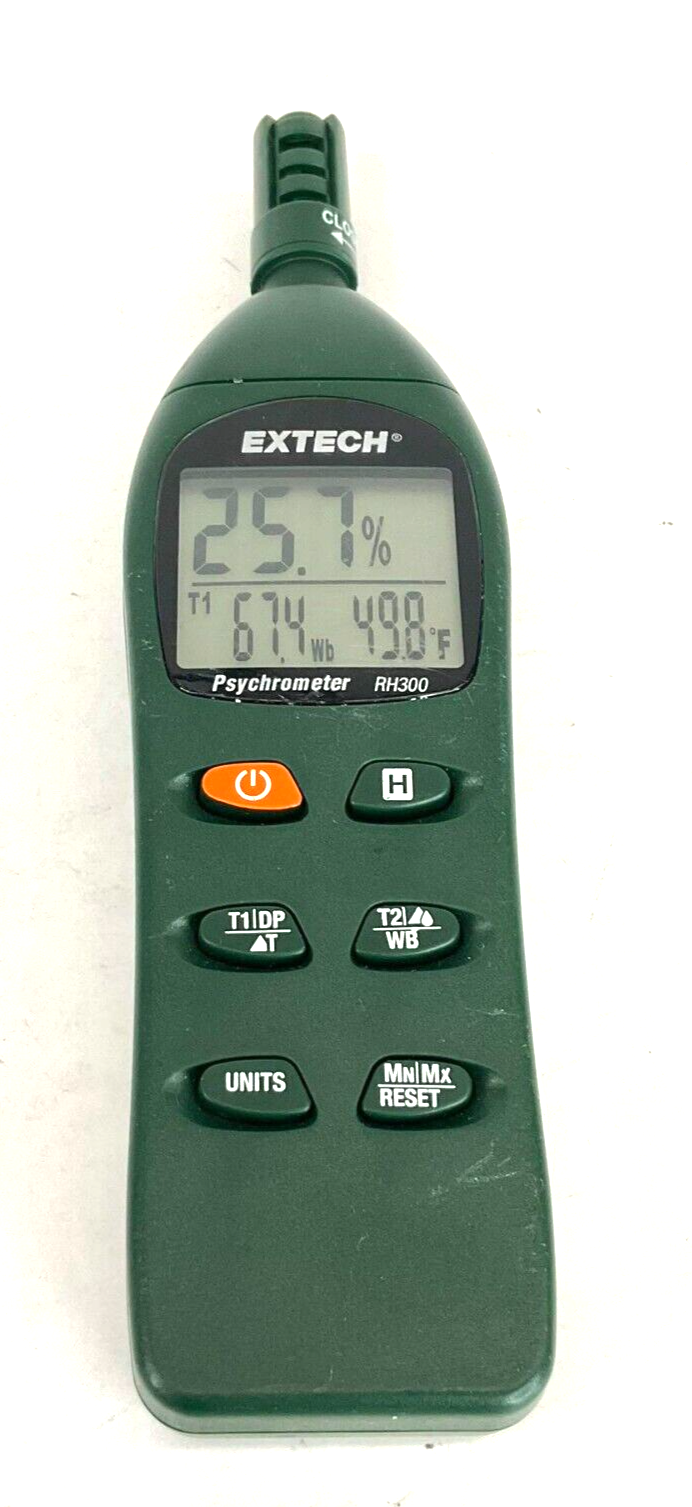 CLOS
EXTECH®
25.7%
T1 67.4 Wb 49.8 °F
Psychrometer RH300
H
T1|DP T2|
▲T WB
UNITS MN|MX
RESET